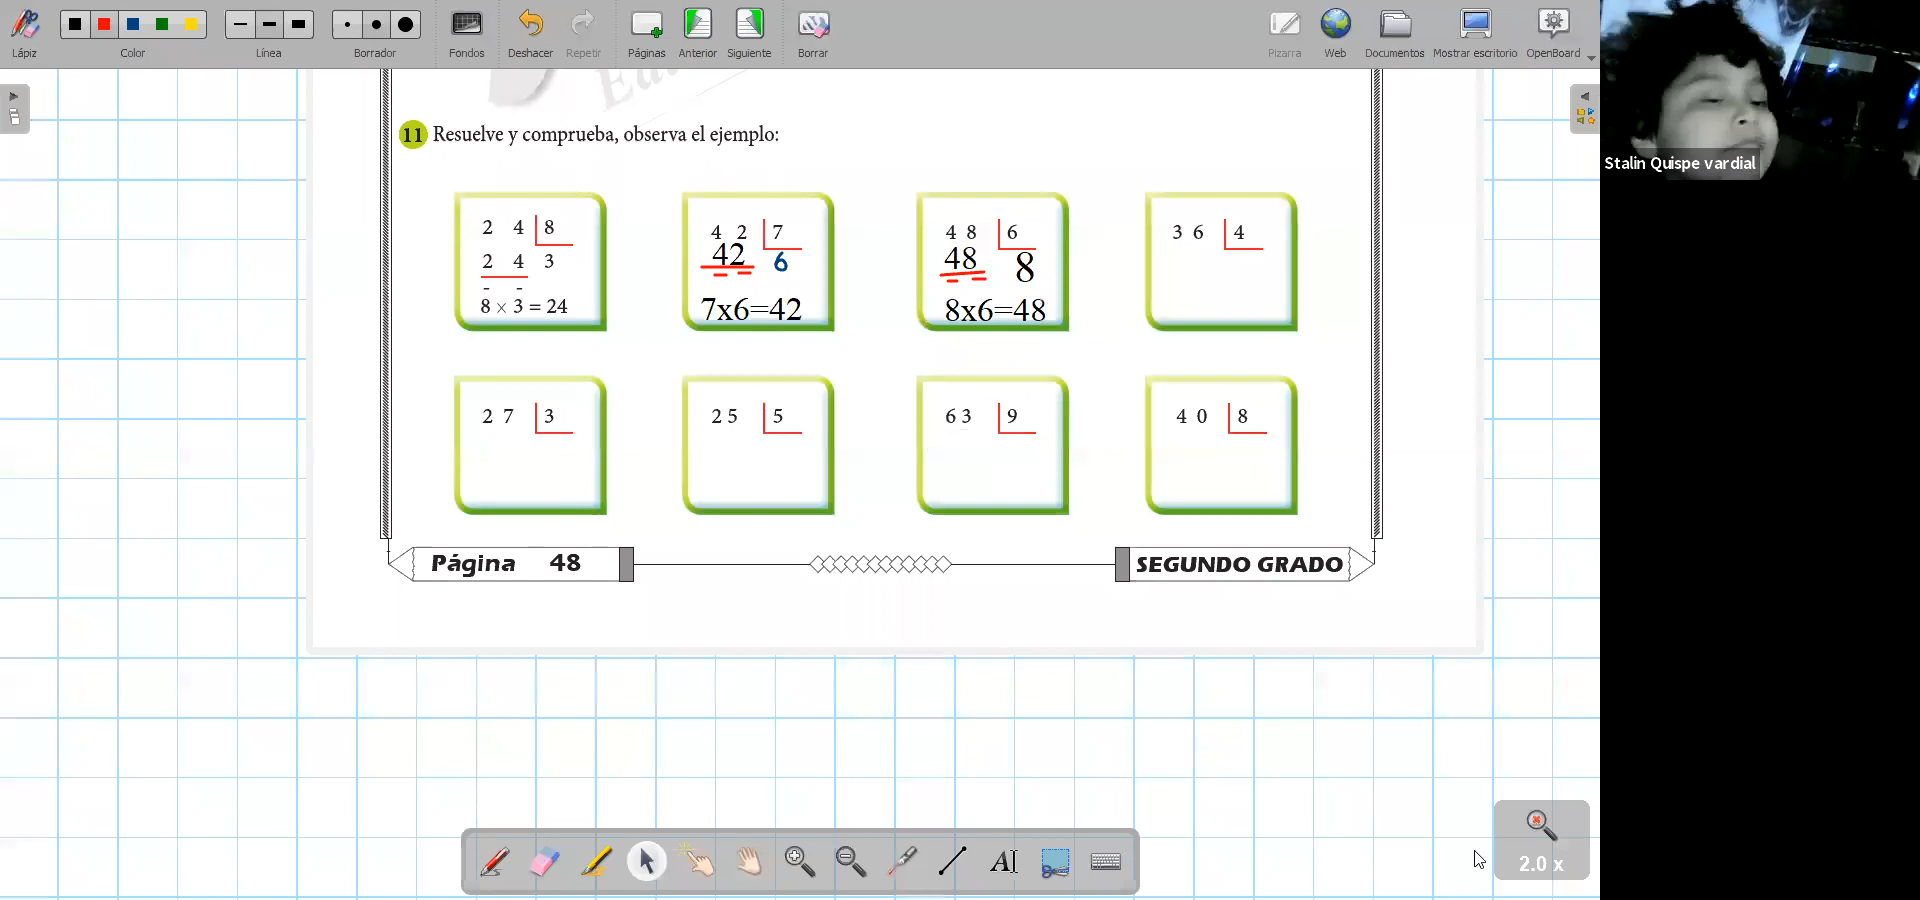 Lápiz Color Línea Borrador Fondos Deshacer Repetir Páginas Anterior Siguiente Borrar Pizarra Web Documentos Mostrar escritorio OpenBoard
Stalin Quispe vardial
11 Resuelve y comprueba, observa el ejemplo:
2 4 8
2 4 3
- -
8 × 3 = 24
4 2 7
42 6
7x6=42
4 8 6
48 8
8x6=48
3 6 4
2 7 3
2 5 5
6 3 9
4 0 8
Página 48
SEGUNDO GRADO
2.0 x